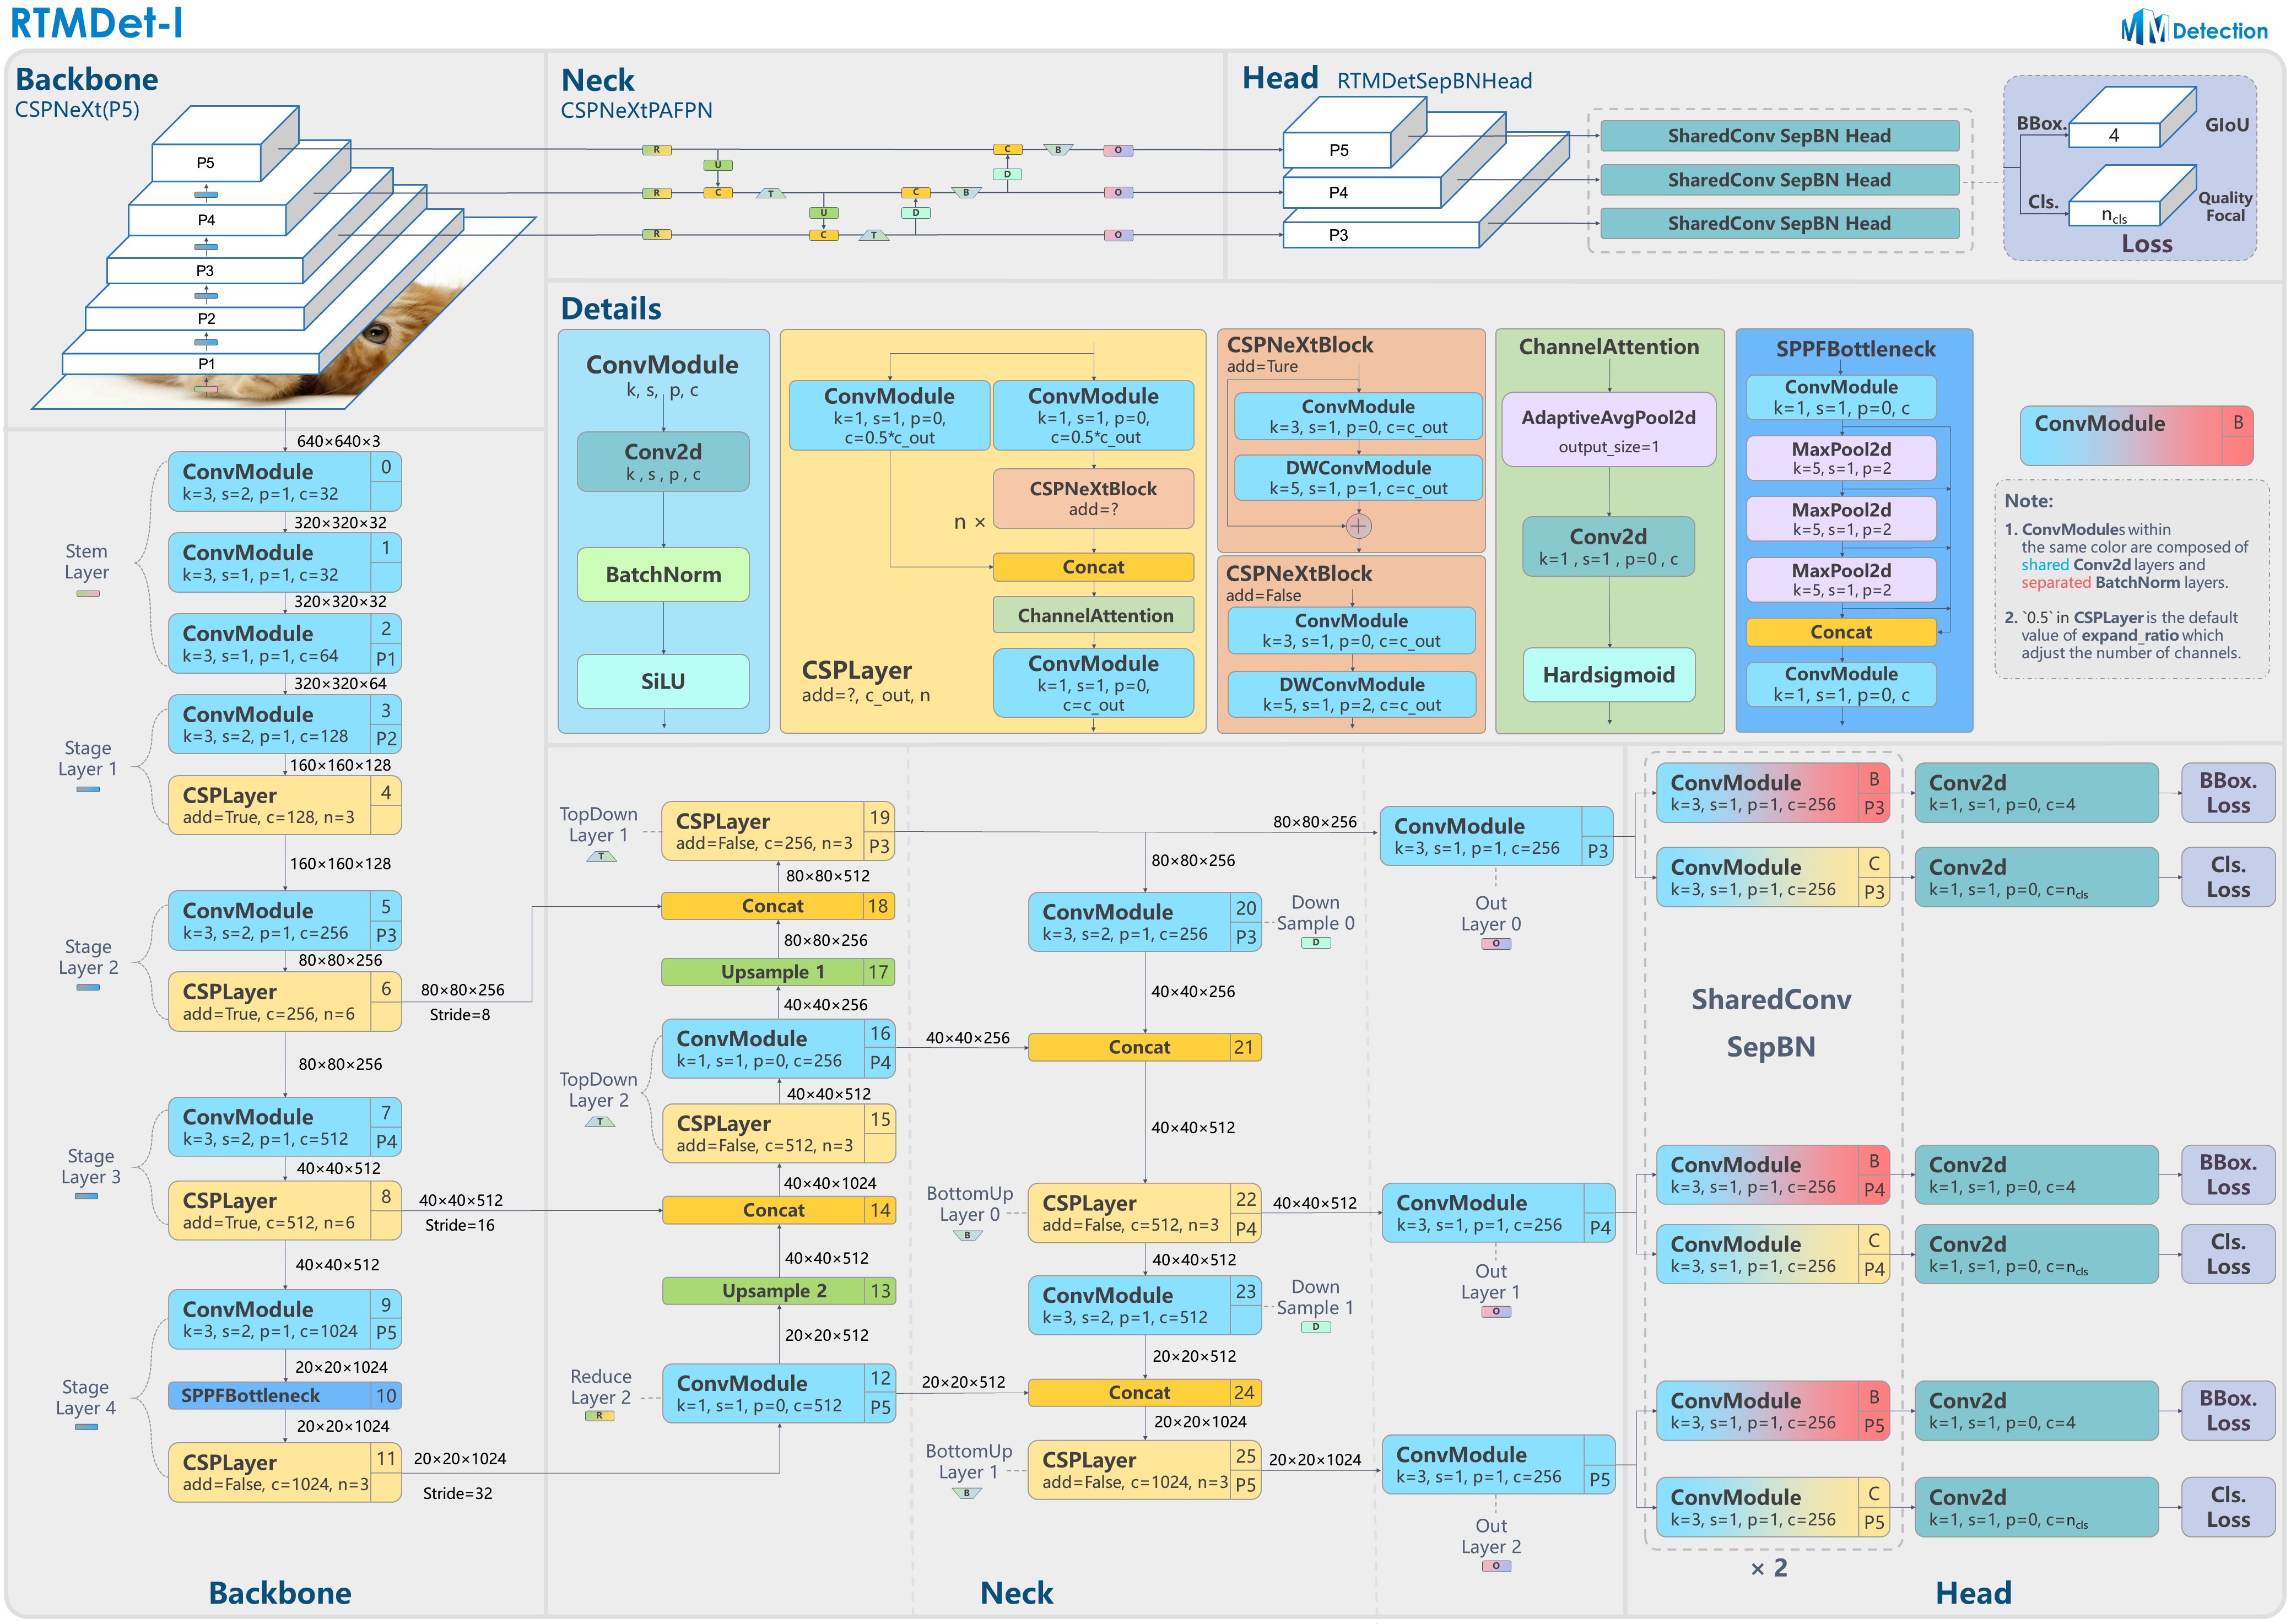 RTMDet-l
MM Detection
Backbone
CSPNeXt(P5)
P5
P4
P3
P2
P1
Neck
CSPNeXtPAFPN
R
U
C
D
C
B
O
R
C
T
U
C
D
B
O
R
C
T
O
Head RTMDetSepBNHead
P5
P4
P3
SharedConv SepBN Head
SharedConv SepBN Head
SharedConv SepBN Head
BBox.
4
GIoU
Cls.
ncls
Quality
Focal
Loss
Details
ConvModule
k, s, p, c
Conv2d
k , s , p , c
BatchNorm
SiLU
ConvModule
k=1, s=1, p=0,
c=0.5*c_out
ConvModule
k=1, s=1, p=0,
c=0.5*c_out
CSPNeXtBlock
add=?
n ×
Concat
ChannelAttention
ConvModule
k=1, s=1, p=0,
c=c_out
CSPLayer
add=?, c_out, n
CSPNeXtBlock
add=Ture
ConvModule
k=3, s=1, p=0, c=c_out
DWConvModule
k=5, s=1, p=1, c=c_out
CSPNeXtBlock
add=False
ConvModule
k=3, s=1, p=0, c=c_out
DWConvModule
k=5, s=1, p=2, c=c_out
ChannelAttention
AdaptiveAvgPool2d
output_size=1
Conv2d
k=1 , s=1 , p=0 , c
Hardsigmoid
SPPFBottleneck
ConvModule
k=1, s=1, p=0, c
MaxPool2d
k=5, s=1, p=2
MaxPool2d
k=5, s=1, p=2
MaxPool2d
k=5, s=1, p=2
Concat
ConvModule
k=1, s=1, p=0, c
ConvModule B
Note:
1. ConvModules within
the same color are composed of
shared Conv2d layers and
separated BatchNorm layers.
2. `0.5` in CSPLayer is the default
value of expand_ratio which
adjust the number of channels.
640×640×3
ConvModule 0
k=3, s=2, p=1, c=32
320×320×32
Stem
Layer
ConvModule 1
k=3, s=1, p=1, c=32
320×320×32
ConvModule 2
k=3, s=1, p=1, c=64 P1
320×320×64
Stage
Layer 1
ConvModule 3
k=3, s=2, p=1, c=128 P2
160×160×128
CSPLayer 4
add=True, c=128, n=3
160×160×128
Stage
Layer 2
ConvModule 5
k=3, s=2, p=1, c=256 P3
80×80×256
CSPLayer 6
add=True, c=256, n=6
80×80×256
Stride=8
80×80×256
Stage
Layer 3
ConvModule 7
k=3, s=2, p=1, c=512 P4
40×40×512
CSPLayer 8
add=True, c=512, n=6
40×40×512
Stride=16
40×40×512
Stage
Layer 4
ConvModule 9
k=3, s=2, p=1, c=1024 P5
20×20×1024
SPPFBottleneck 10
20×20×1024
CSPLayer 11
add=False, c=1024, n=3
20×20×1024
Stride=32
Backbone
TopDown
Layer 1
T
CSPLayer 19
add=False, c=256, n=3 P3
80×80×512
Concat 18
80×80×256
Upsample 1 17
40×40×256
TopDown
Layer 2
T
ConvModule 16
k=1, s=1, p=0, c=256 P4
40×40×512
CSPLayer 15
add=False, c=512, n=3
40×40×1024
Concat 14
40×40×512
Upsample 2 13
20×20×512
Reduce
Layer 2
R
ConvModule 12
k=1, s=1, p=0, c=512 P5
80×80×256
80×80×256
ConvModule 20
k=3, s=2, p=1, c=256 P3
Down
Sample 0
D
40×40×256
40×40×256
Concat 21
40×40×512
BottomUp
Layer 0
B
CSPLayer 22
add=False, c=512, n=3 P4
40×40×512
40×40×512
ConvModule 23
k=3, s=2, p=1, c=512
Down
Sample 1
D
20×20×512
20×20×512
Concat 24
20×20×1024
BottomUp
Layer 1
B
CSPLayer 25
add=False, c=1024, n=3 P5
20×20×1024
ConvModule
k=3, s=1, p=1, c=256 P3
Out
Layer 0
O
ConvModule
k=3, s=1, p=1, c=256 P4
Out
Layer 1
O
ConvModule
k=3, s=1, p=1, c=256 P5
Out
Layer 2
O
Neck
ConvModule B
k=3, s=1, p=1, c=256 P3
Conv2d
k=1, s=1, p=0, c=4
BBox.
Loss
ConvModule C
k=3, s=1, p=1, c=256 P3
Conv2d
k=1, s=1, p=0, c=ncls
Cls.
Loss
SharedConv
SepBN
ConvModule B
k=3, s=1, p=1, c=256 P4
Conv2d
k=1, s=1, p=0, c=4
BBox.
Loss
ConvModule C
k=3, s=1, p=1, c=256 P4
Conv2d
k=1, s=1, p=0, c=ncls
Cls.
Loss
ConvModule B
k=3, s=1, p=1, c=256 P5
Conv2d
k=1, s=1, p=0, c=4
BBox.
Loss
ConvModule C
k=3, s=1, p=1, c=256 P5
Conv2d
k=1, s=1, p=0, c=ncls
Cls.
Loss
× 2
Head